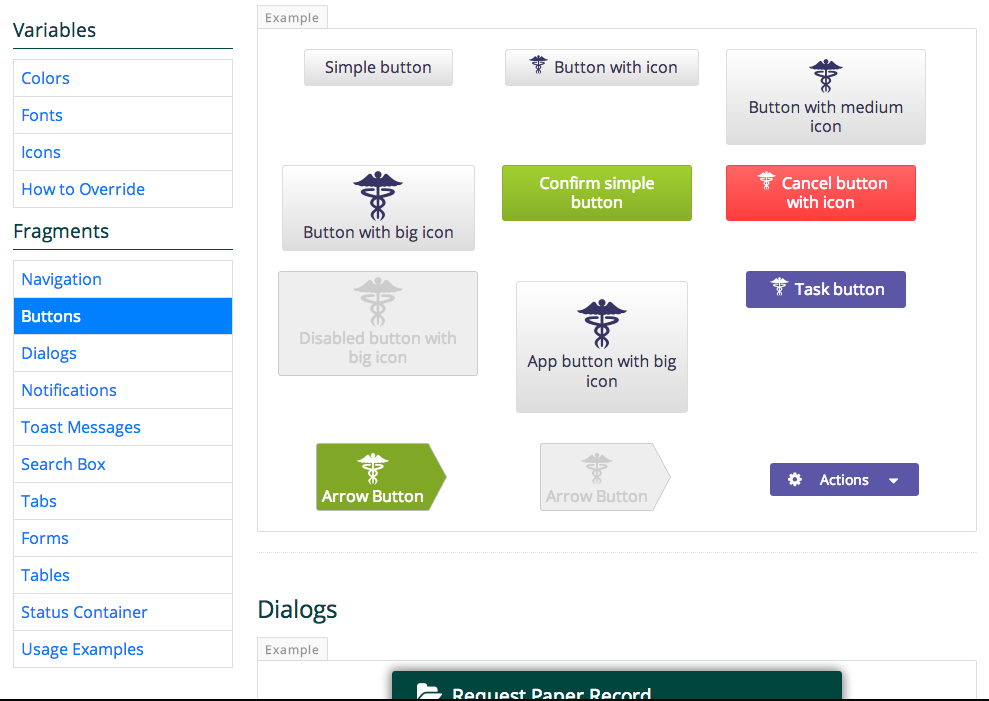 Variables
Colors
Fonts
Icons
How to Override
Fragments
Navigation
Buttons
Dialogs
Notifications
Toast Messages
Search Box
Tabs
Forms
Tables
Status Container
Usage Examples
Example
Simple button
Button with icon
Button with medium
icon
Button with big icon
Confirm simple
button
Cancel button
with icon
Disabled button with
big icon
App button with big
icon
Task button
Arrow Button
Arrow Button
Actions
Dialogs
Example
Request Paper Record